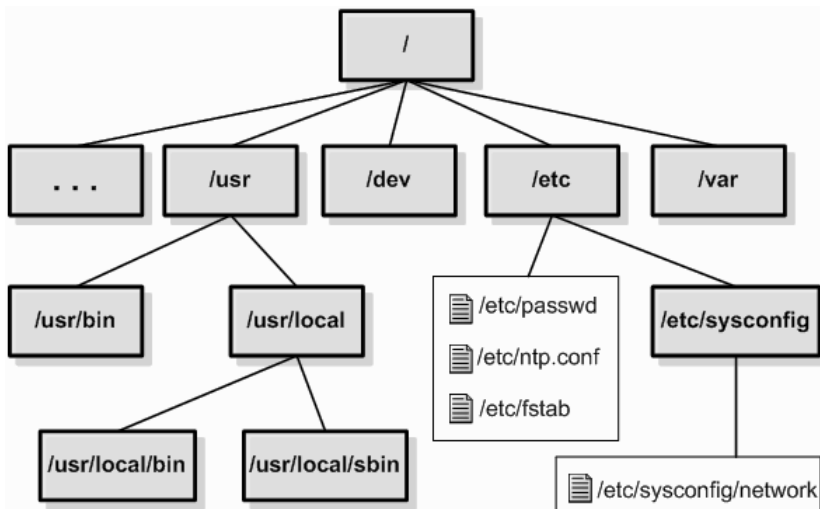 /
. . .
/usr
/dev
/etc
/var
/usr/bin
/usr/local
/etc/passwd
/etc/ntp.conf
/etc/fstab
/etc/sysconfig
/usr/local/bin
/usr/local/sbin
/etc/sysconfig/network